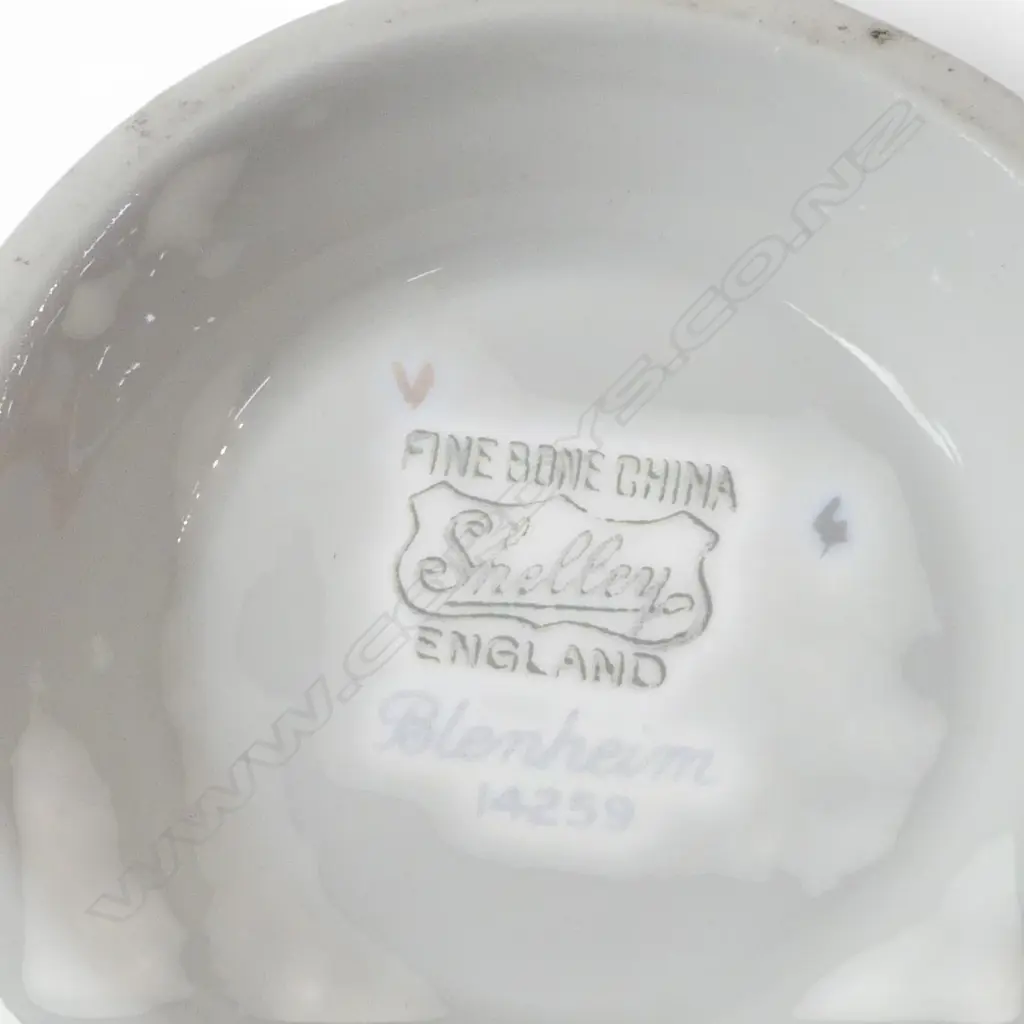 FINE BONE CHINA
Shelley
ENGLAND
Blenheim
14259